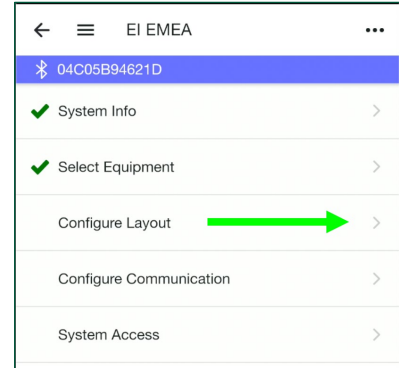 EI EMEA
04C05B94621D
System Info
Select Equipment
Configure Layout
Configure Communication
System Access